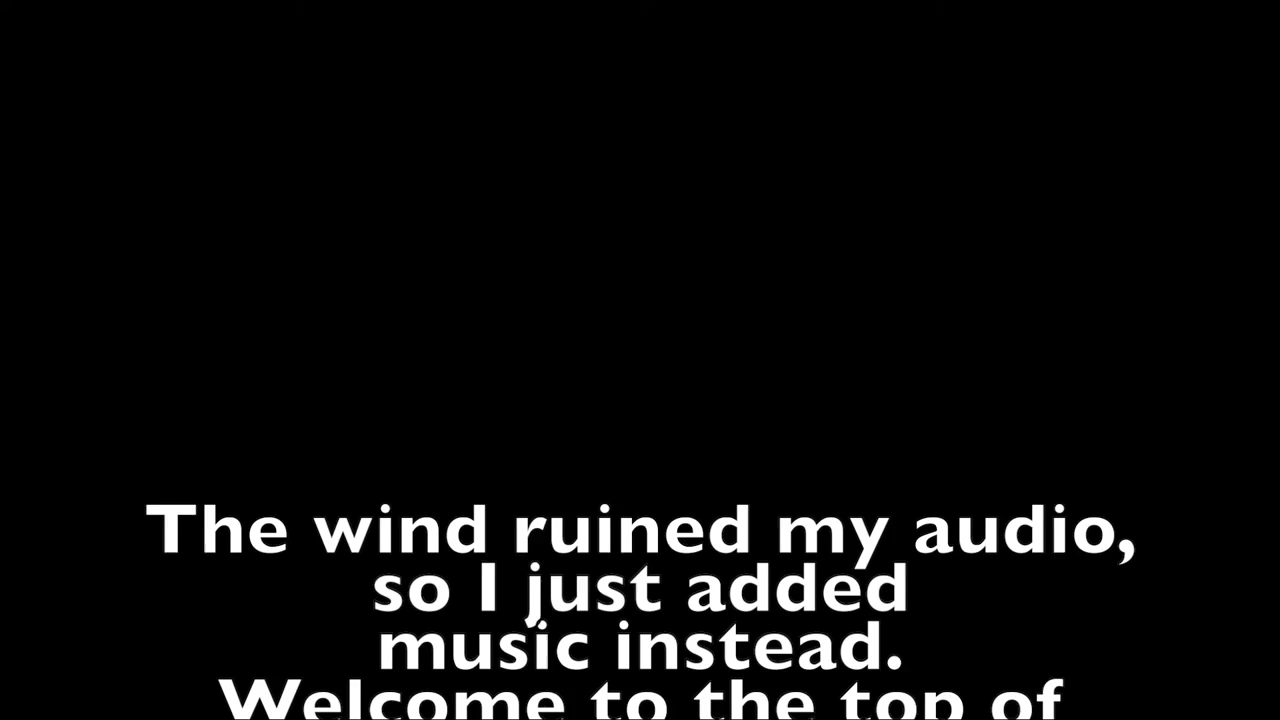 The wind ruined my audio,
so I just added
music instead.
Welcome to the top of